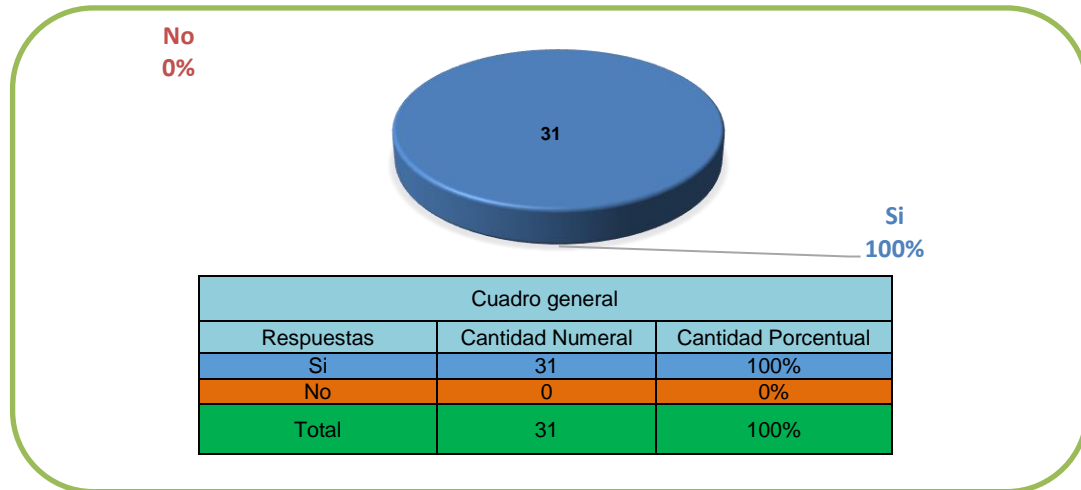 No
0%
31
Si
100%
Cuadro general
Respuestas Cantidad Numeral Cantidad Porcentual
Si 31 100%
No 0 0%
Total 31 100%